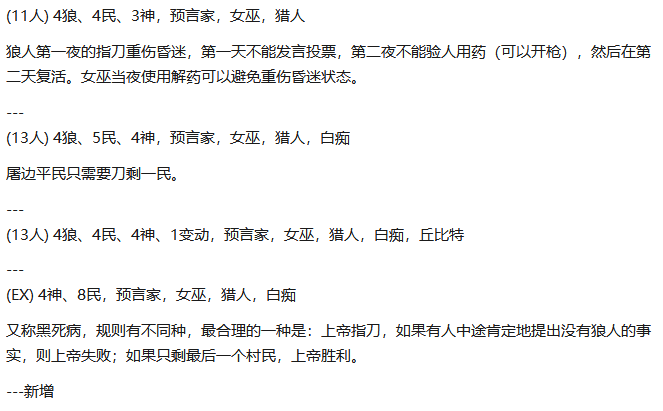 (11人) 4狼、4民、3神，预言家，女巫，猎人
狼人第一夜的指刀重伤昏迷，第一天不能发言投票，第二夜不能验人用药（可以开枪），然后在第
二天复活。女巫当夜使用解药可以避免重伤昏迷状态。
---
(13人) 4狼、5民、4神，预言家，女巫，猎人，白痴
屠边平民只需要刀剩一民。
---
(13人) 4狼、4民、4神、1变动，预言家，女巫，猎人，白痴，丘比特
---
(EX) 4神、8民，预言家，女巫，猎人，白痴
又称黑死病，规则有不同种，最合理的一种是：上帝指刀，如果有人中途肯定地提出没有狼人的事
实，则上帝失败；如果只剩最后一个村民，上帝胜利。
---新增